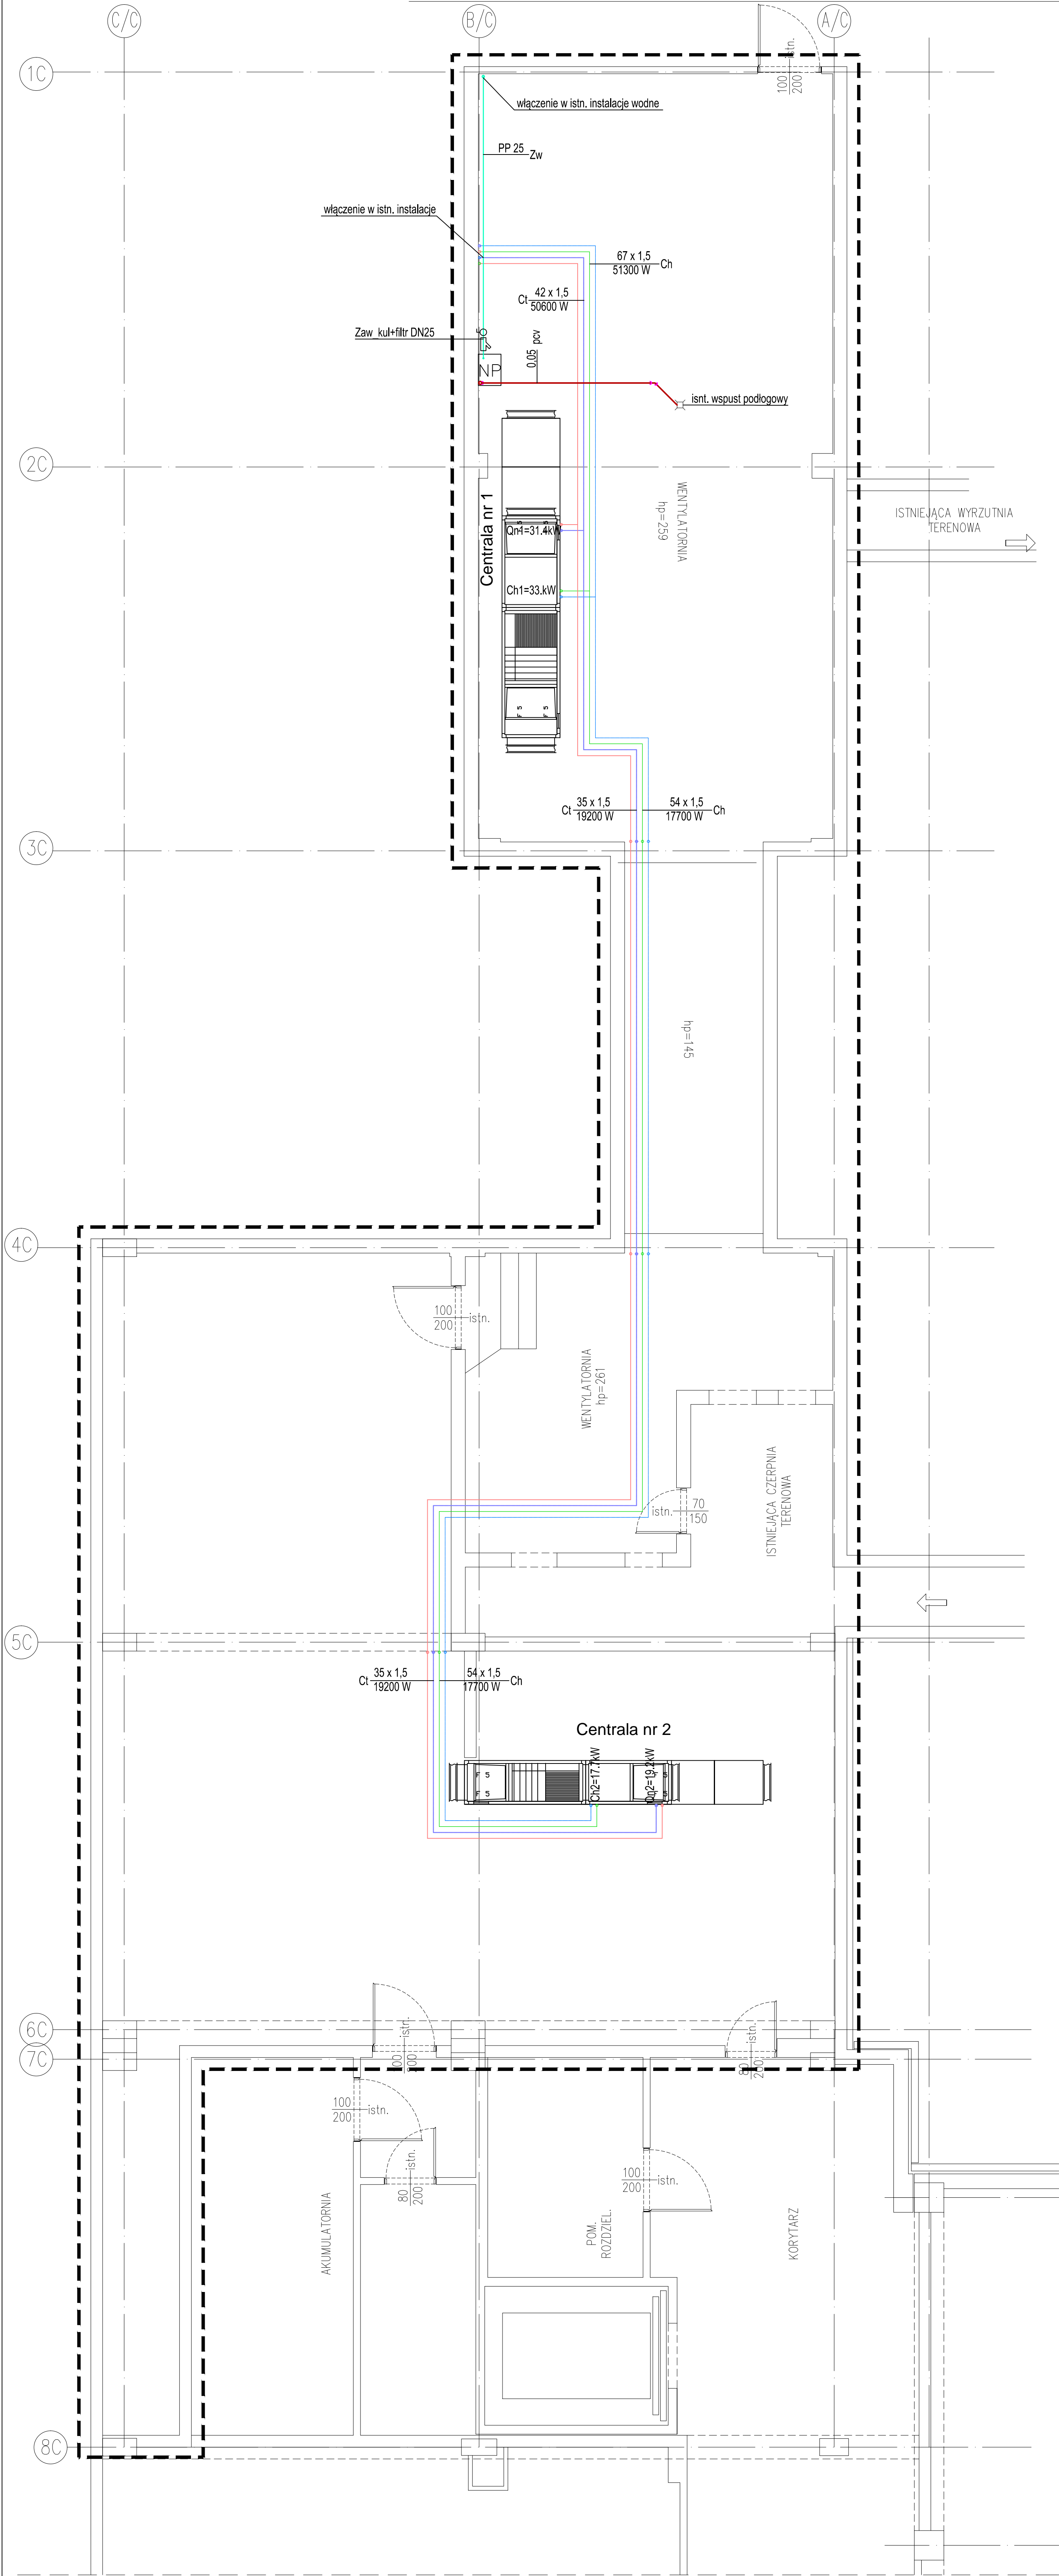 C/C
B/C
A/C
1C
istn.
100
200
włączenie w istn. instalacje wodne
PP 25
Zw
włączenie w istn. instalacje
67 x 1,5
51300 W
Ch
Ct
42 x 1,5
50600 W
Zaw_kul+filtr DN25
0.05 pcv
NP
isnt. wspust podłogowy
2C
Centrala nr 1
WENTYLATORNIA
hp=259
ISTNIEJĄCA WYRZUTNIA
TERENOWA
Qn1=31.4kW
Ch1=33.kW
F 5
F 5
Ct
35 x 1,5
19200 W
54 x 1,5
17700 W
Ch
3C
hp=145
4C
100
200
istn.
WENTYLATORNIA
hp=261
istn.
70
150
ISTNIEJĄCA CZERPNIA
TERENOWA
5C
Ct
35 x 1,5
19200 W
54 x 1,5
17700 W
Ch
Centrala nr 2
F 5
F 5
Ch2=17.7kW
6C
7C
istn.
200
istn.
80
200
100
200
istn.
istn.
80
200
100
200
istn.
AKUMULATORNIA
POM.
ROZDZIEL.
KORYTARZ
8C